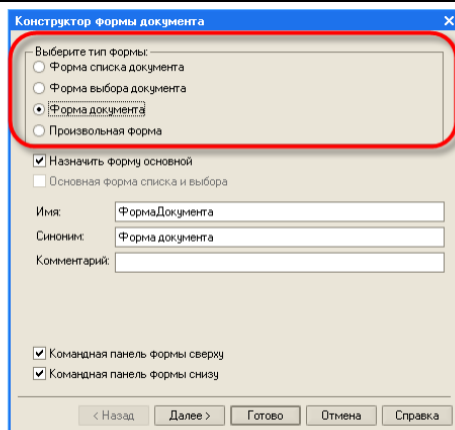 Конструктор формы документа
Выберите тип формы:
Форма списка документа
Форма выбора документа
Форма документа
Произвольная форма
Назначить форму основной
Основная форма списка и выбора
Имя: ФормаДокумента
Синоним: Форма документа
Комментарий:
Командная панель формы сверху
Командная панель формы снизу
< Назад Далее > Готово Отмена Справка